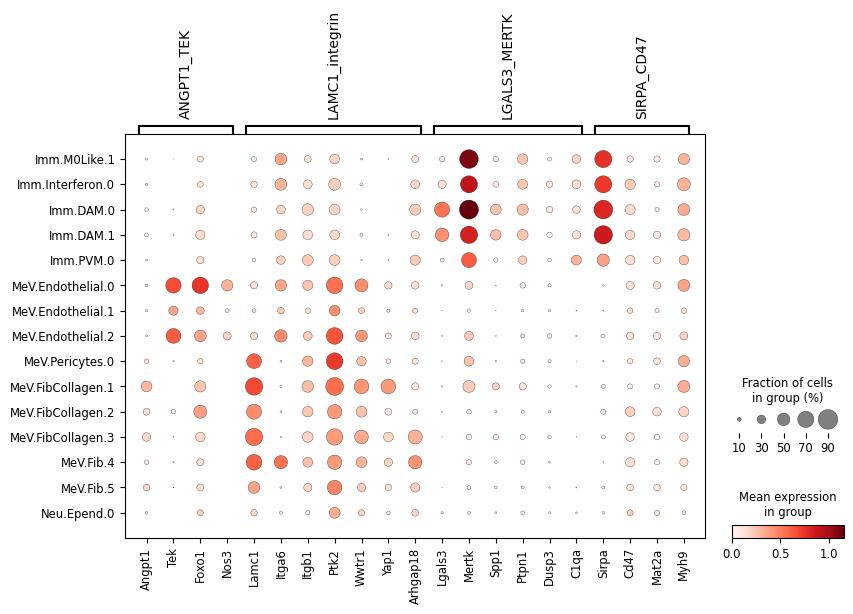 ANGPT1_TEK
LAMC1_integrin
LGALS3_MERTK
SIRPA_CD47
Imm.M0Like.1
Imm.Interferon.0
Imm.DAM.0
Imm.DAM.1
Imm.PVM.0
MeV.Endothelial.0
MeV.Endothelial.1
MeV.Endothelial.2
MeV.Pericytes.0
MeV.FibCollagen.1
MeV.FibCollagen.2
MeV.FibCollagen.3
MeV.Fib.4
MeV.Fib.5
Neu.Epend.0
Angpt1
Tek
Foxo1
Nos3
Lamc1
Itga6
Itgb1
Ptk2
Wwtr1
Yap1
Arhgap18
Lgals3
Mertk
Spp1
Ptpn1
Dusp3
C1qa
Sirpa
Cd47
Mat2a
Myh9
Fraction of cells
in group (%)
10 30 50 70 90
Mean expression
in group
0.0 0.5 1.0